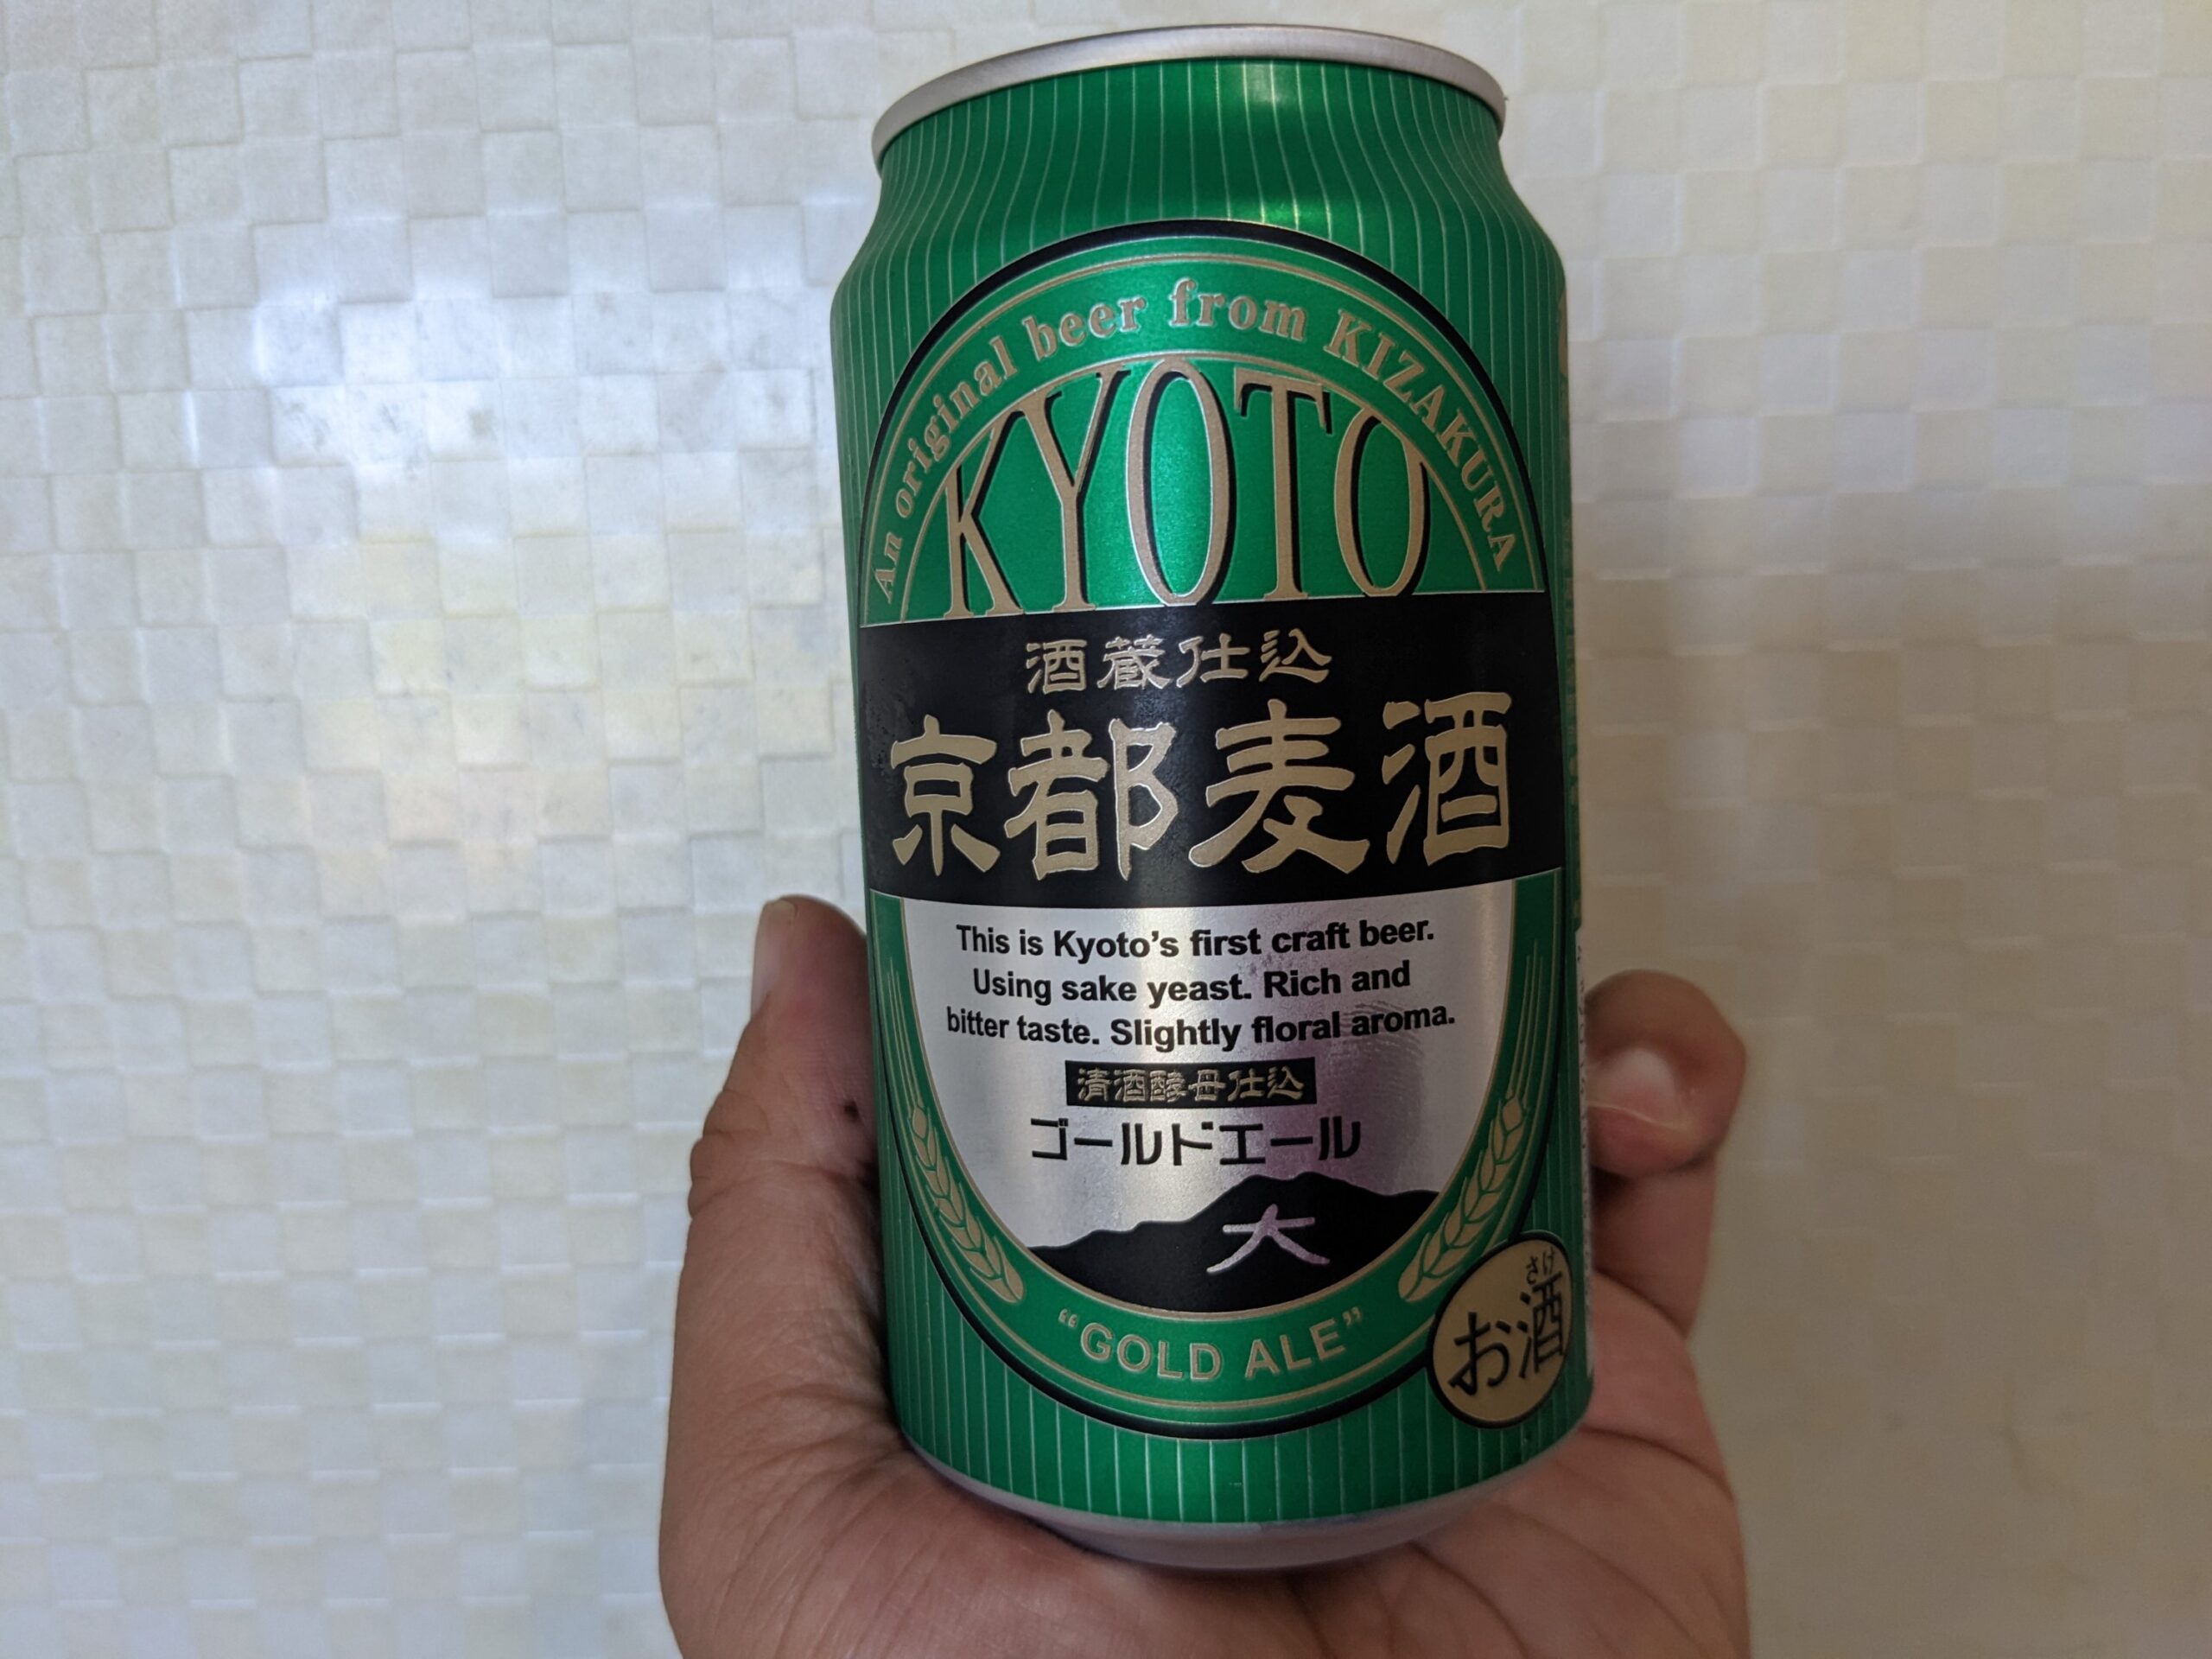 An original beer from KIZAKURA
KYOTO
酒蔵仕込
京都麦酒
This is Kyoto's first craft beer.
Using sake yeast. Rich and
bitter taste. Slightly floral aroma.
清酒酵母仕込
ゴールドエール
大
“GOLD ALE”
さけ
お酒